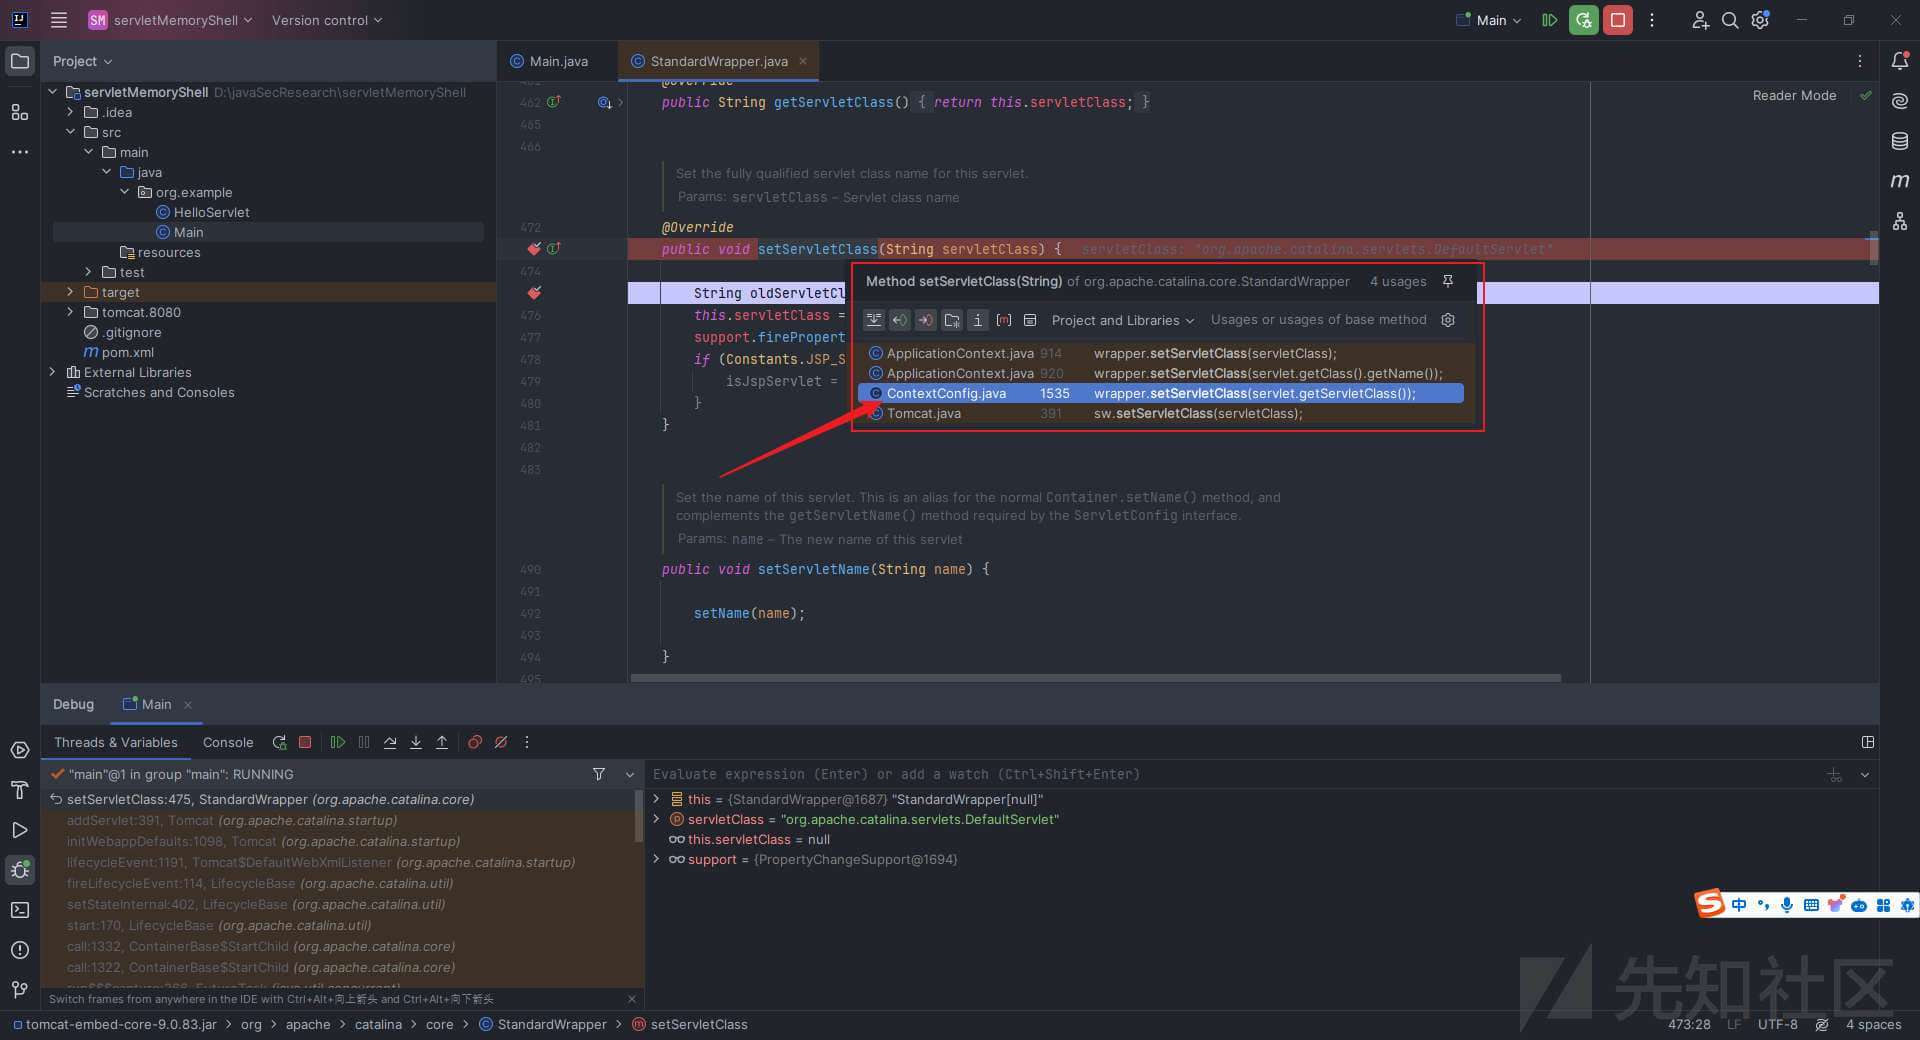 SM servletMemoryShell Version control Main
Project
Main.java StandardWrapper.java
servletMemoryShell D:\javaSecResearch\servletMemoryShell
.idea
src
main
java
org.example
HelloServlet
Main
resources
test
target
tomcat.8080
.gitignore
pom.xml
External Libraries
Scratches and Consoles
Reader Mode
462 public String getServletClass() { return this.servletClass; }
465
466
Set the fully qualified servlet class name for this servlet.
Params: servletClass – Servlet class name
472 @Override
public void setServletClass(String servletClass) { servletClass: "org.apache.catalina.servlets.DefaultServlet"
474
String oldServletCl
476 this.servletClass =
477 support.firePropert
478 if (Constants.JSP_S
479 isJspServlet =
480 }
481 }
482
483
Method setServletClass(String) of org.apache.catalina.core.StandardWrapper 4 usages
Project and Libraries Usages or usages of base method
ApplicationContext.java 914 wrapper.setServletClass(servletClass);
ApplicationContext.java 920 wrapper.setServletClass(servlet.getClass().getName());
ContextConfig.java 1535 wrapper.setServletClass(servlet.getServletClass());
Tomcat.java 391 sw.setServletClass(servletClass);
Set the name of this servlet. This is an alias for the normal Container.setName() method, and
complements the getServletName() method required by the ServletConfig interface.
Params: name – The new name of this servlet
490 public void setServletName(String name) {
491
492 setName(name);
493
494 }
495
Debug Main
Threads & Variables Console
"main"@1 in group "main": RUNNING
setServletClass:475, StandardWrapper (org.apache.catalina.core)
addServlet:391, Tomcat (org.apache.catalina.startup)
initWebappDefaults:1098, Tomcat (org.apache.catalina.startup)
lifecycleEvent:1191, Tomcat$DefaultWebXmlListener (org.apache.catalina.startup)
fireLifecycleEvent:114, LifecycleBase (org.apache.catalina.util)
setStateInternal:402, LifecycleBase (org.apache.catalina.util)
start:170, LifecycleBase (org.apache.catalina.util)
call:1332, ContainerBase$StartChild (org.apache.catalina.core)
call:1322, ContainerBase$StartChild (org.apache.catalina.core)
Switch frames from anywhere in the IDE with Ctrl+Alt+向上箭头 and Ctrl+Alt+向下箭头
Evaluate expression (Enter) or add a watch (Ctrl+Shift+Enter)
this = {StandardWrapper@1687} "StandardWrapper[null]"
servletClass = "org.apache.catalina.servlets.DefaultServlet"
this.servletClass = null
support = {PropertyChangeSupport@1694}
中
先知社区
tomcat-embed-core-9.0.83.jar org apache catalina core StandardWrapper setServletClass
473:28 LF UTF-8 4 spaces